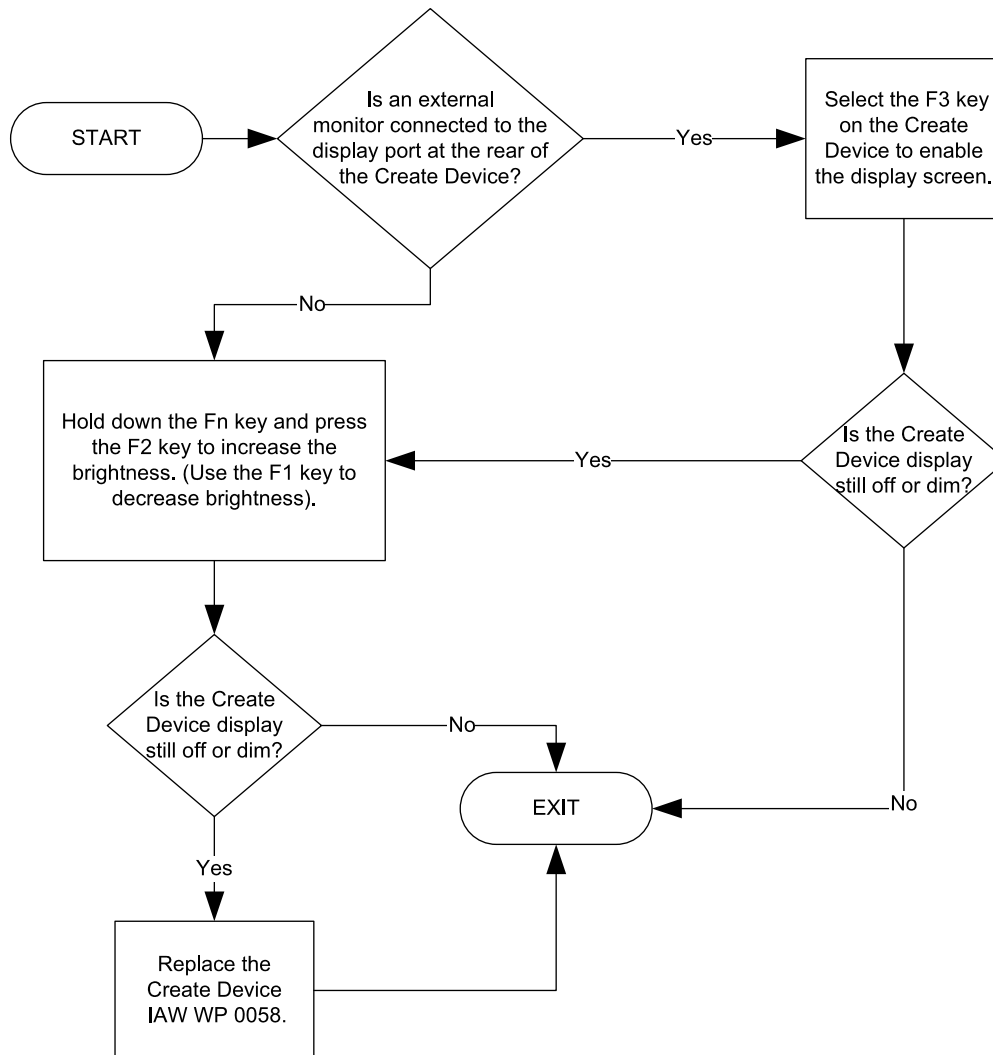 START
Is an external
monitor connected to the
display port at the rear of
the Create Device?
Yes
Select the F3 key
on the Create
Device to enable
the display screen.
No
Hold down the Fn key and press
the F2 key to increase the
brightness. (Use the F1 key to
decrease brightness).
Yes
Is the Create
Device display
still off or dim?
Is the Create
Device display
still off or dim?
No
EXIT
No
Yes
Replace the
Create Device
IAW WP 0058.